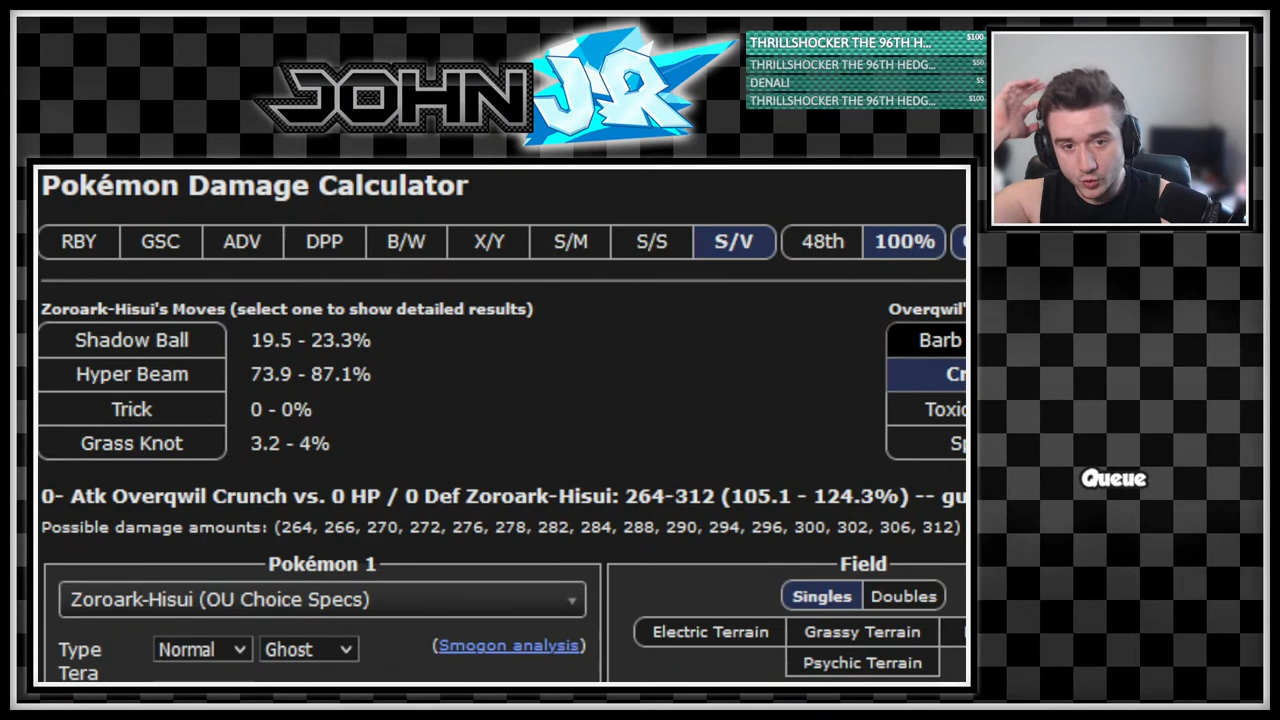 JOHN JR
THRILLSHOCKER THE 96TH H... $100
THRILLSHOCKER THE 96TH HEDG... $50
DENALI $5
THRILLSHOCKER THE 96TH HEDG... $100
Pokémon Damage Calculator
RBY GSC ADV DPP B/W X/Y S/M S/S S/V 48th 100%
Zoroark-Hisui's Moves (select one to show detailed results) Overqwil'
Shadow Ball 19.5 - 23.3% Barb
Hyper Beam 73.9 - 87.1% Cr
Trick 0 - 0% Toxic
Grass Knot 3.2 - 4% Sp
0- Atk Overqwil Crunch vs. 0 HP / 0 Def Zoroark-Hisui: 264-312 (105.1 - 124.3%) -- gu
Possible damage amounts: (264, 266, 270, 272, 276, 278, 282, 284, 288, 290, 294, 296, 300, 302, 306, 312)
Pokémon 1 Field
Zoroark-Hisui (OU Choice Specs) Singles Doubles
Type Normal Ghost (Smogon analysis) Electric Terrain Grassy Terrain
Tera Psychic Terrain
Queue